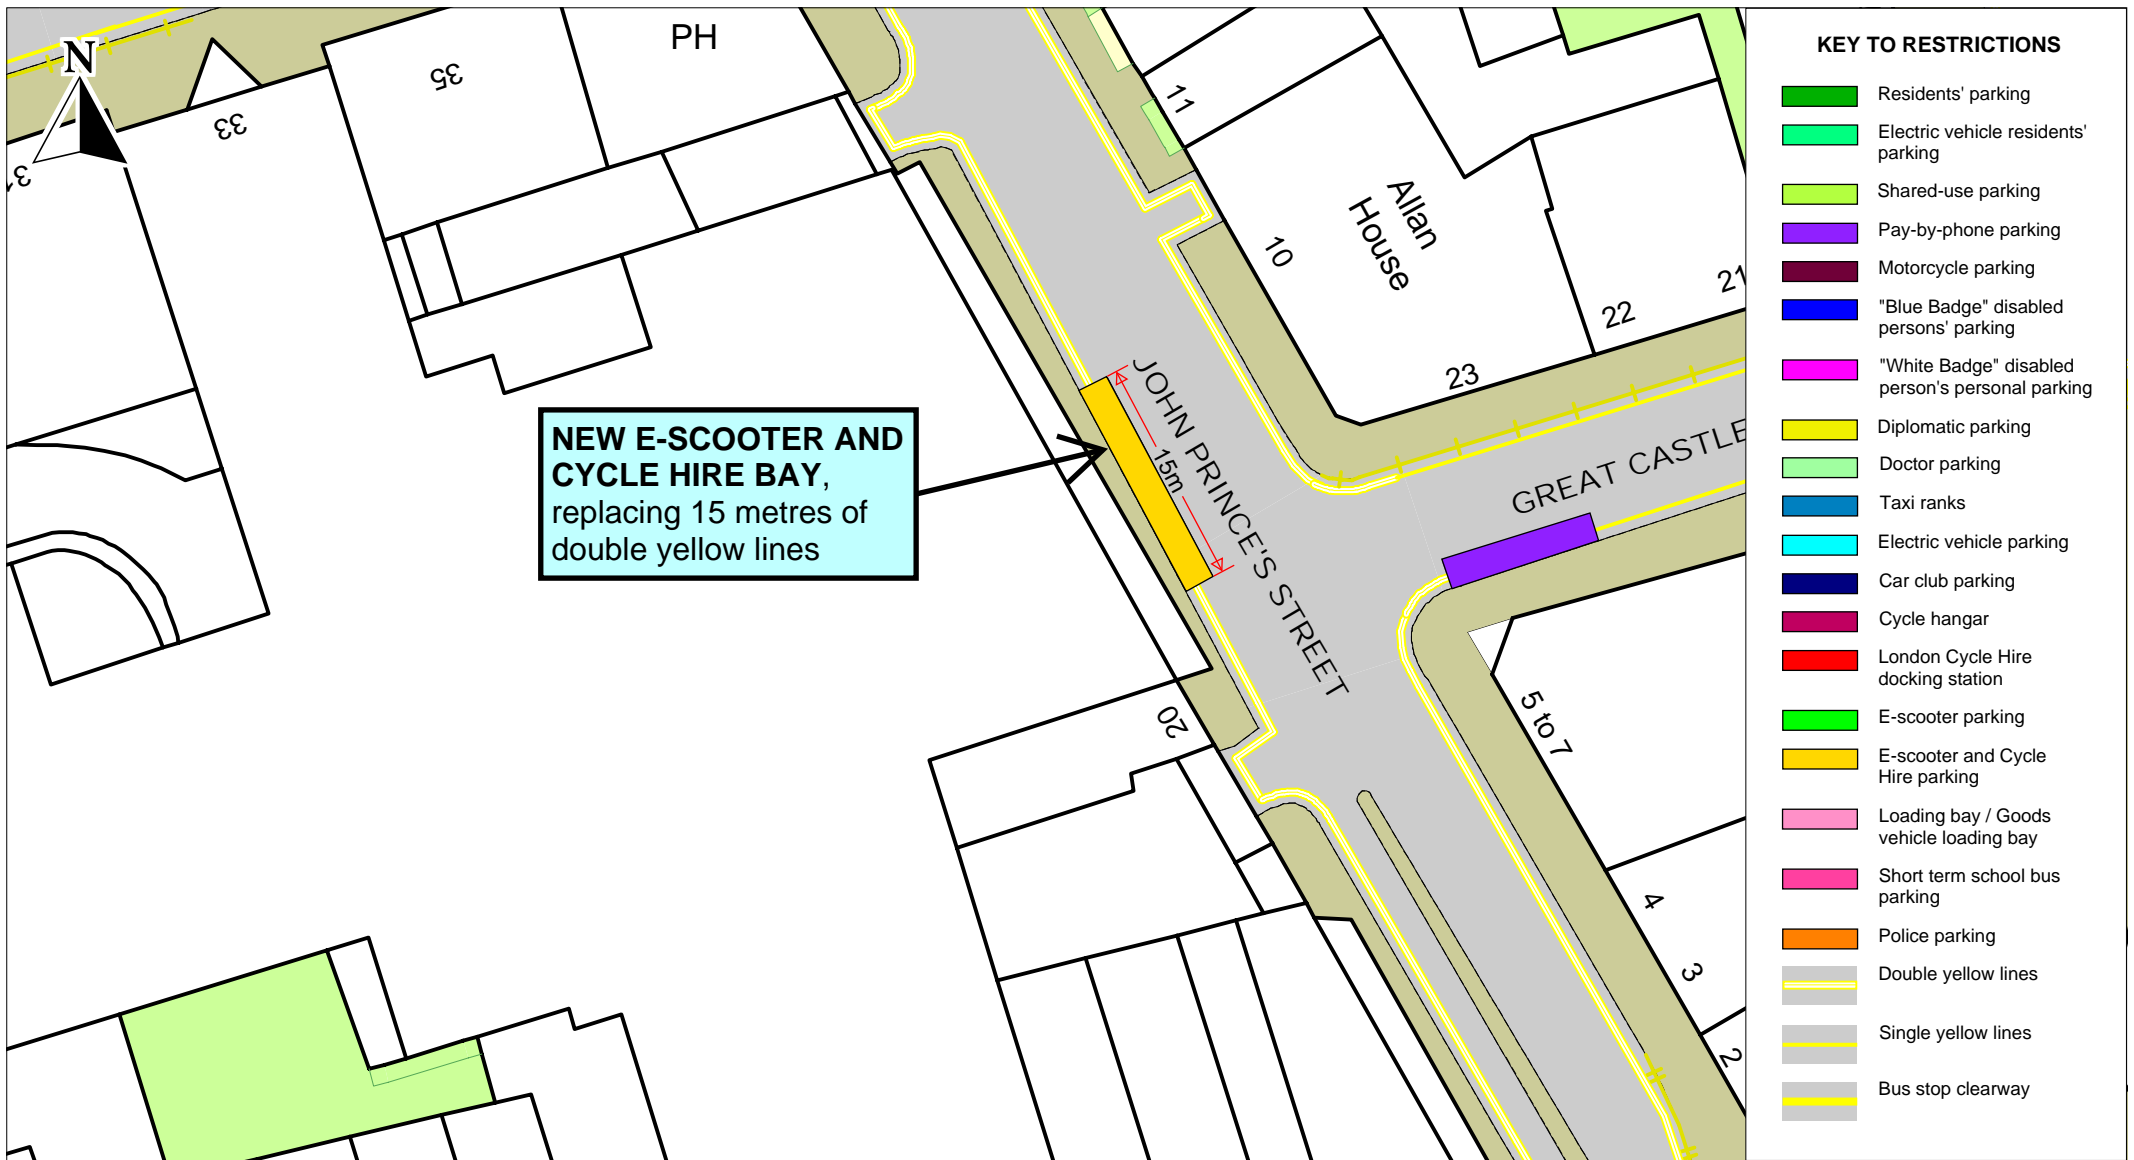 N
PH
35
33
31
11
10
Allan
House
21
22
23
JOHN PRINCE'S STREET
15m
GREAT CASTLE
NEW E-SCOOTER AND
CYCLE HIRE BAY,
replacing 15 metres of
double yellow lines
20
5 to 7
4
3
2
KEY TO RESTRICTIONS
Residents' parking
Electric vehicle residents'
parking
Shared-use parking
Pay-by-phone parking
Motorcycle parking
"Blue Badge" disabled
persons' parking
"White Badge" disabled
person's personal parking
Diplomatic parking
Doctor parking
Taxi ranks
Electric vehicle parking
Car club parking
Cycle hangar
London Cycle Hire
docking station
E-scooter parking
E-scooter and Cycle
Hire parking
Loading bay / Goods
vehicle loading bay
Short term school bus
parking
Police parking
Double yellow lines
Single yellow lines
Bus stop clearway